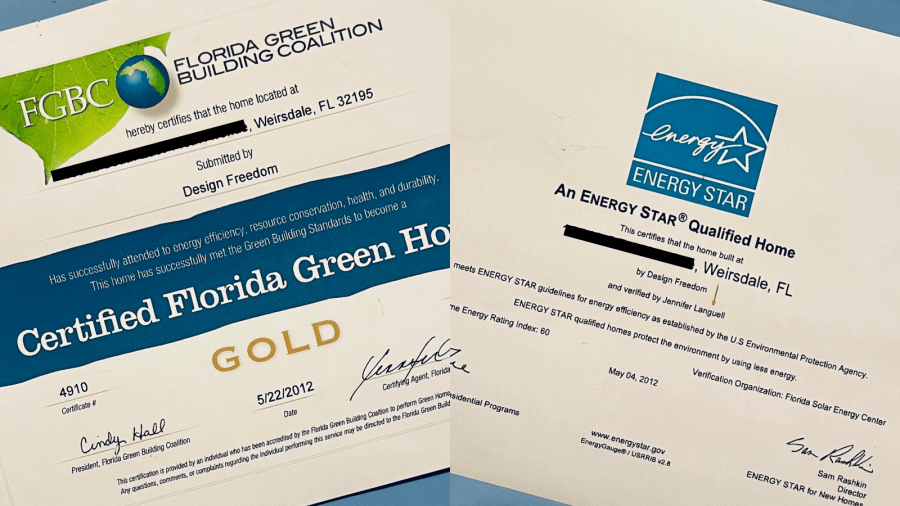 FGBC
FLORIDA GREEN
BUILDING COALITION
hereby certifies that the home located at
, Weirsdale, FL 32195
Submitted by
Design Freedom
Has successfully attended to energy efficiency, resource conservation, health, and durability.
This home has successfully met the Green Building Standards to become a
Certified Florida Green Ho
GOLD
4910
Certificate #
5/22/2012
Date
Certifying Agent, Florida
Cindy Hall
President, Florida Green Building Coalition
This certification is provided by an individual who has been accredited by the Florida Green Building Coalition to perform Green Home
Any questions, comments, or complaints regarding the individual performing this service may be directed to the Florida Green Buil
energy
ENERGY STAR
An ENERGY STAR® Qualified Home
This certifies that the home built at
, Weirsdale, FL
by Design Freedom
and verified by Jennifer Languell
meets ENERGY STAR guidelines for energy efficiency as established by the U.S Environmental Protection Agency.
ENERGY STAR qualified homes protect the environment by using less energy.
me Energy Rating Index: 60
Verification Organization: Florida Solar Energy Center
May 04, 2012
sidential Programs
www.energystar.gov
EnergyGauge® / USRRIB v2.8
Sam Rashkin
Sam Rashkin
Director
ENERGY STAR for New Homes